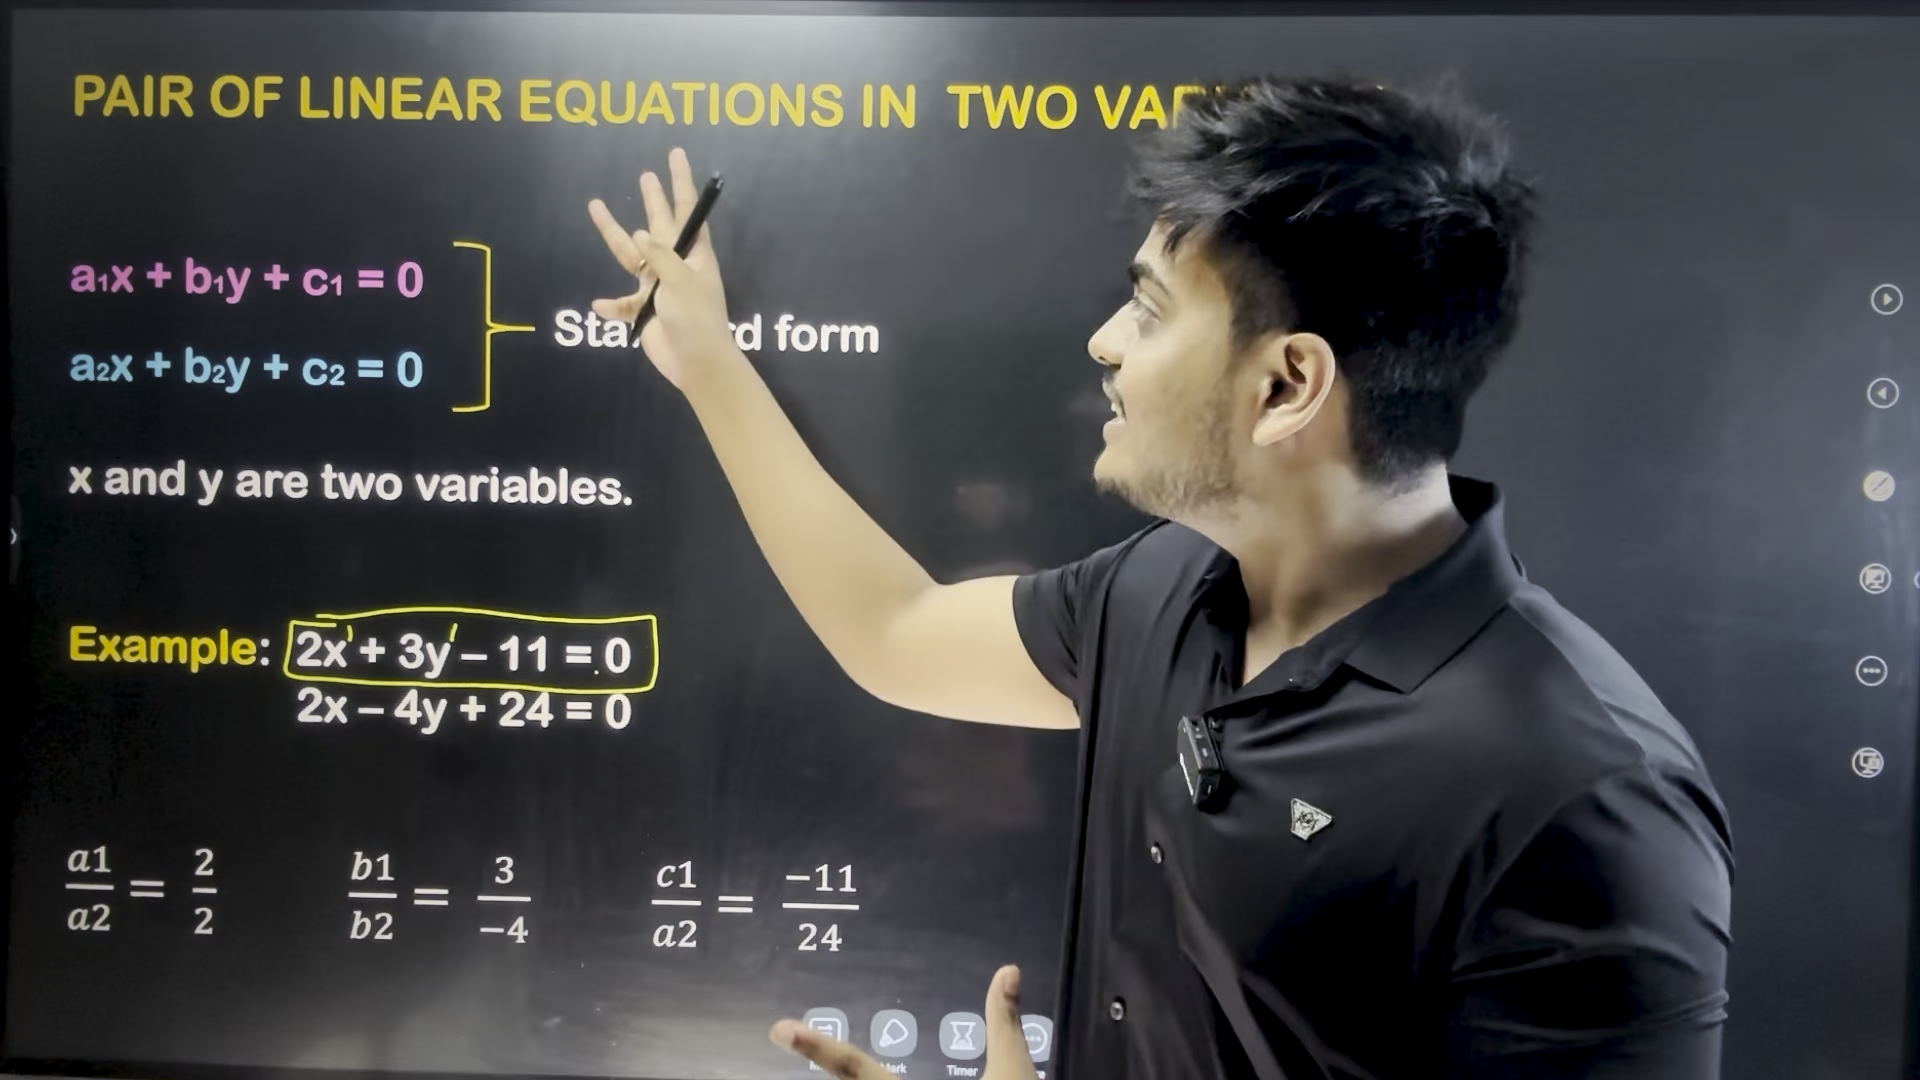 PAIR OF LINEAR EQUATIONS IN TWO
a₁x + b₁y + c₁ = 0
a₂x + b₂y + c₂ = 0
form
x and y are two variables.
Example: 2x + 3y – 11 = 0
2x – 4y + 24 = 0
a1/a2 = 2/2 b1/b2 = 3/−4 c1/a2 = −11/24
Timer